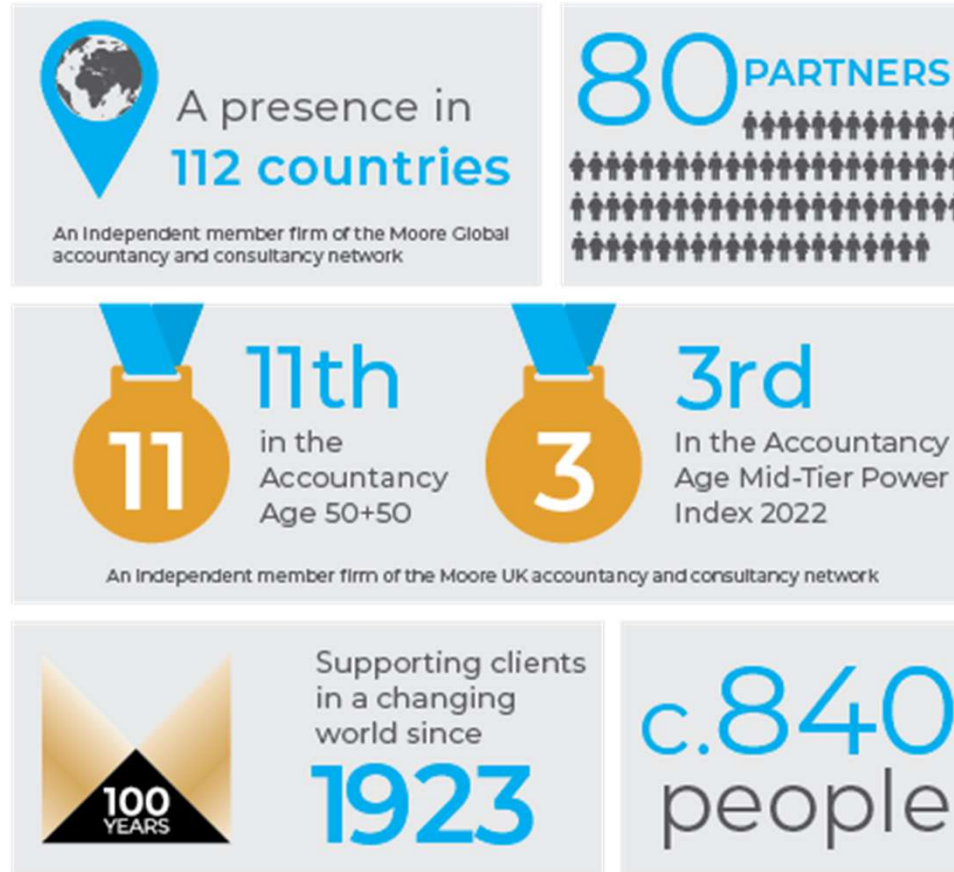 A presence in
112 countries
An independent member firm of the Moore Global
accountancy and consultancy network
80 PARTNERS
11
11th
in the
Accountancy
Age 50+50
3
3rd
In the Accountancy
Age Mid-Tier Power
Index 2022
An independent member firm of the Moore UK accountancy and consultancy network
100
YEARS
Supporting clients
in a changing
world since
1923
c.840
people